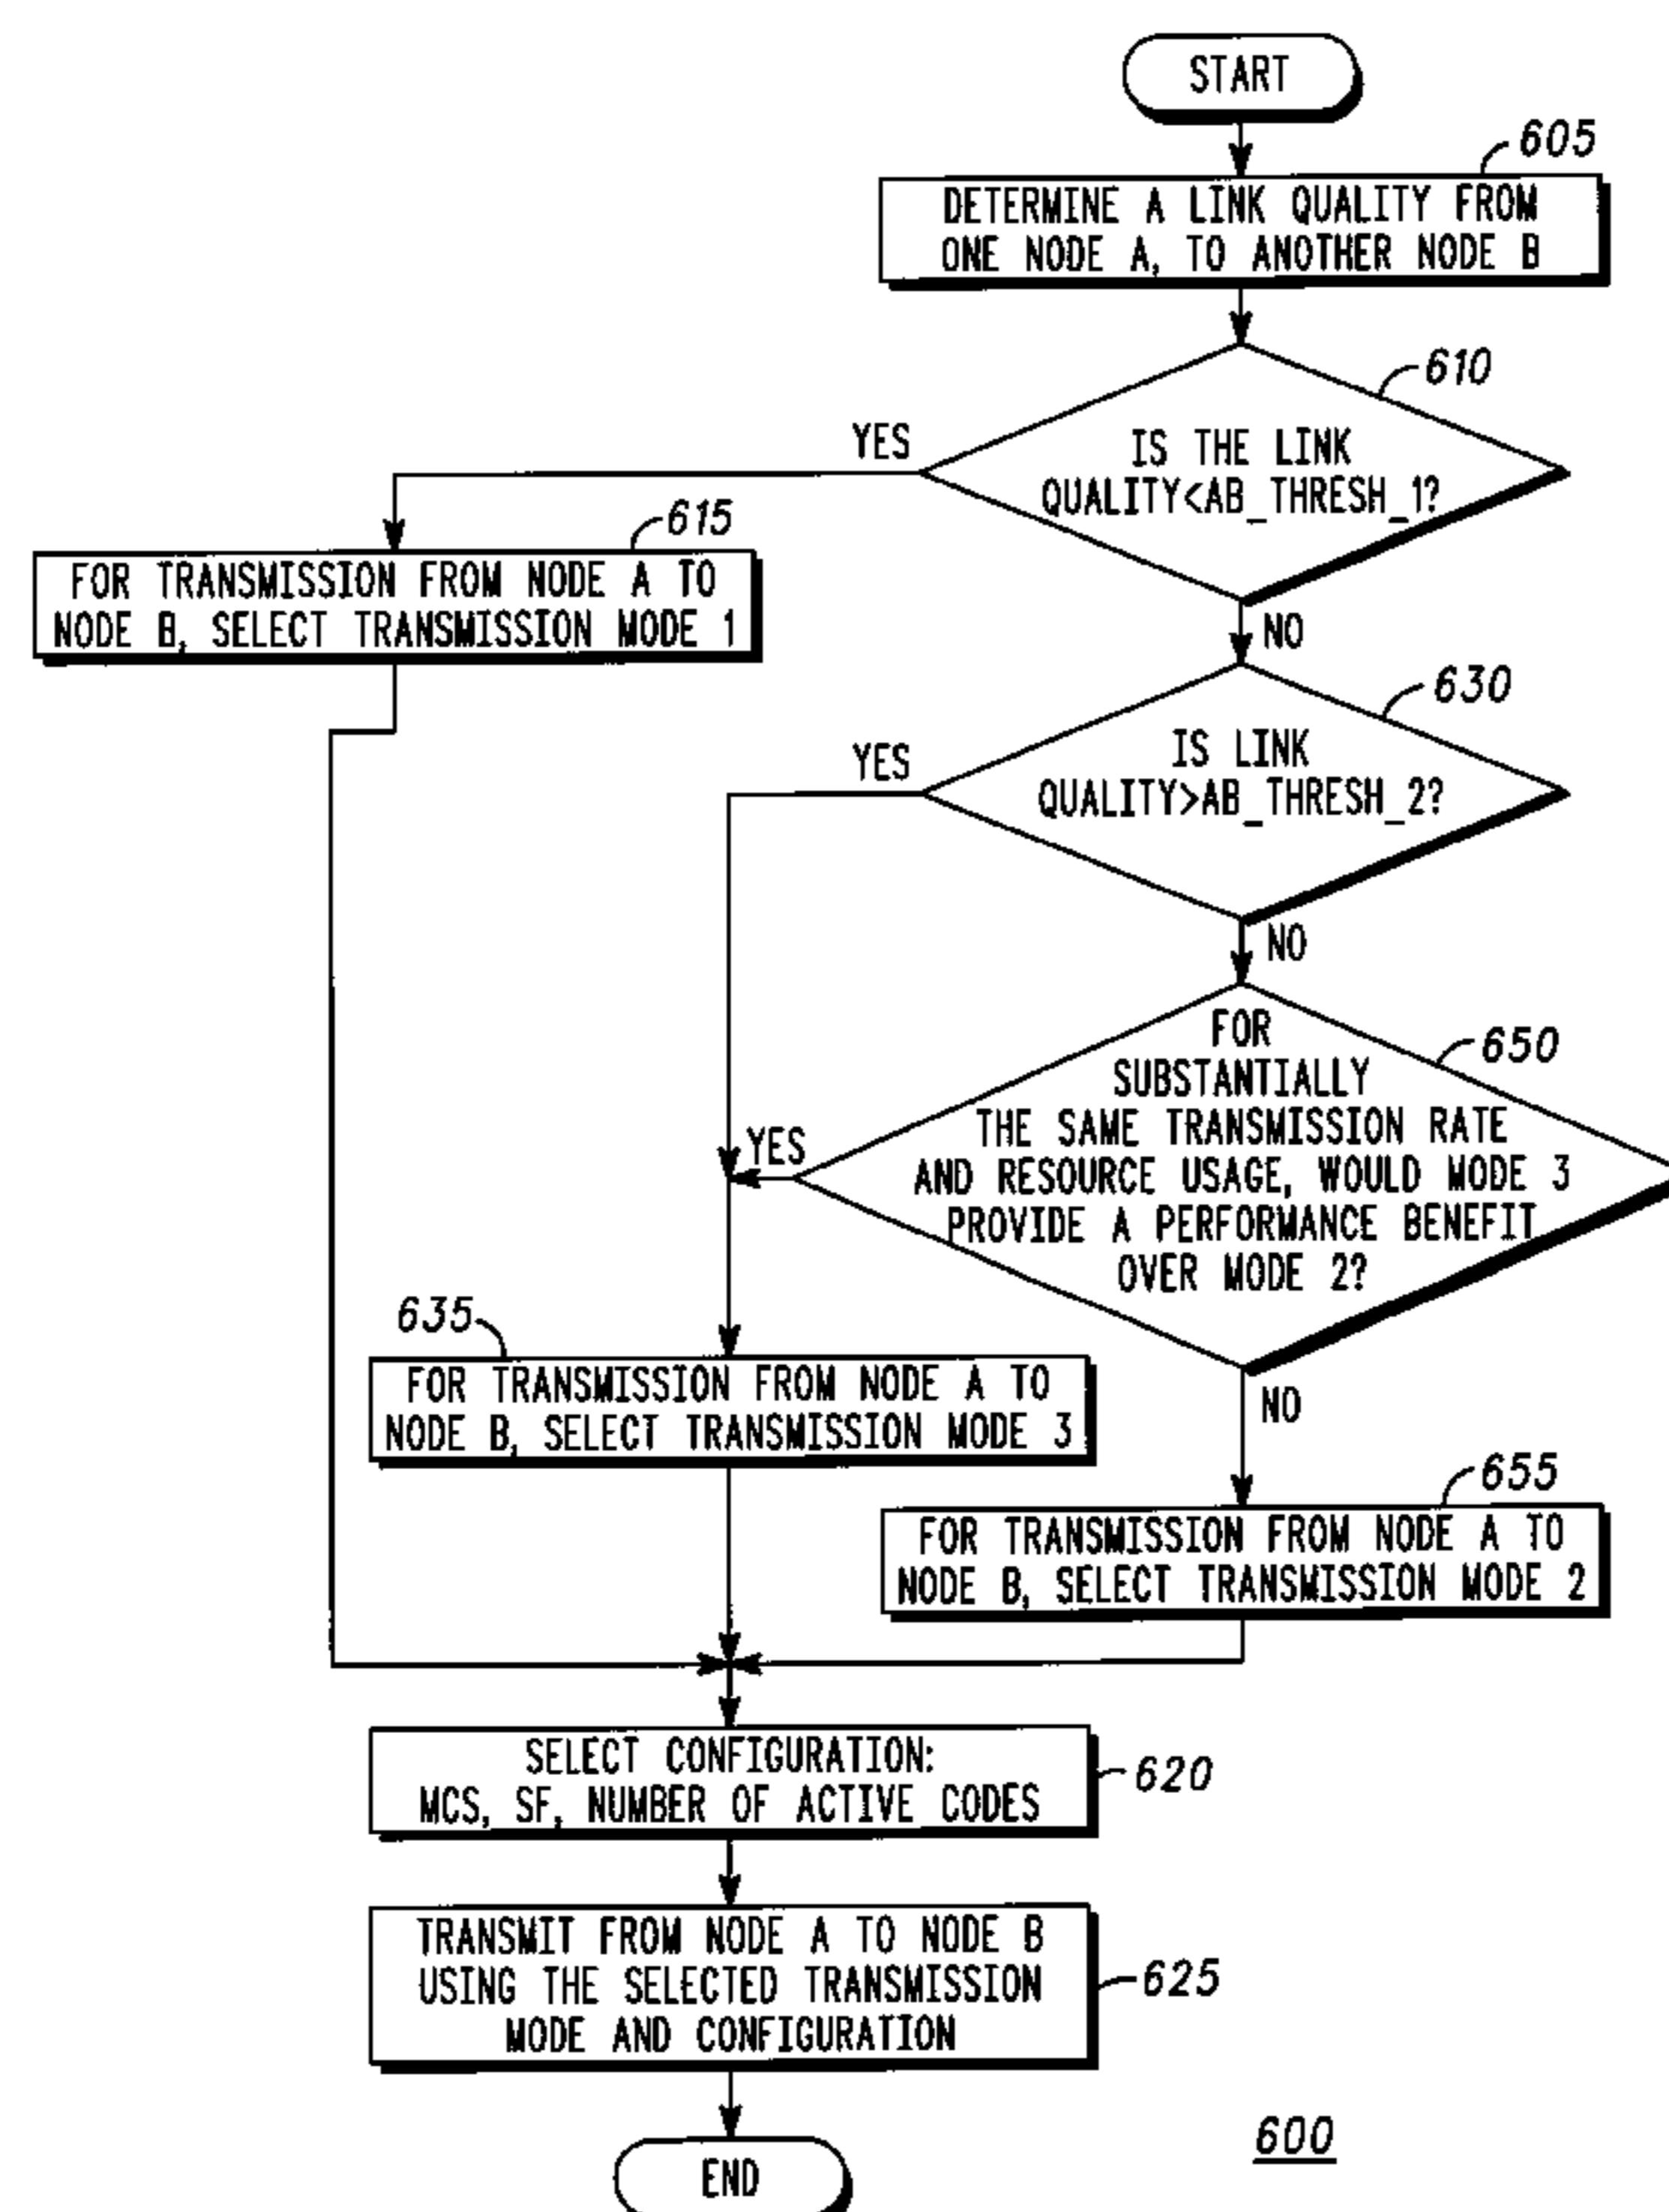 START
605
DETERMINE A LINK QUALITY FROM
ONE NODE A, TO ANOTHER NODE B
610
IS THE LINK
QUALITY<AB_THRESH_1?
YES
NO
615
FOR TRANSMISSION FROM NODE A TO
NODE B, SELECT TRANSMISSION MODE 1
630
IS LINK
QUALITY>AB_THRESH_2?
YES
NO
650
FOR
SUBSTANTIALLY
THE SAME TRANSMISSION RATE
AND RESOURCE USAGE, WOULD MODE 3
PROVIDE A PERFORMANCE BENEFIT
OVER MODE 2?
YES
NO
635
FOR TRANSMISSION FROM NODE A TO
NODE B, SELECT TRANSMISSION MODE 3
655
FOR TRANSMISSION FROM NODE A TO
NODE B, SELECT TRANSMISSION MODE 2
SELECT CONFIGURATION:
MCS, SF, NUMBER OF ACTIVE CODES
620
TRANSMIT FROM NODE A TO NODE B
USING THE SELECTED TRANSMISSION
MODE AND CONFIGURATION
625
END
600